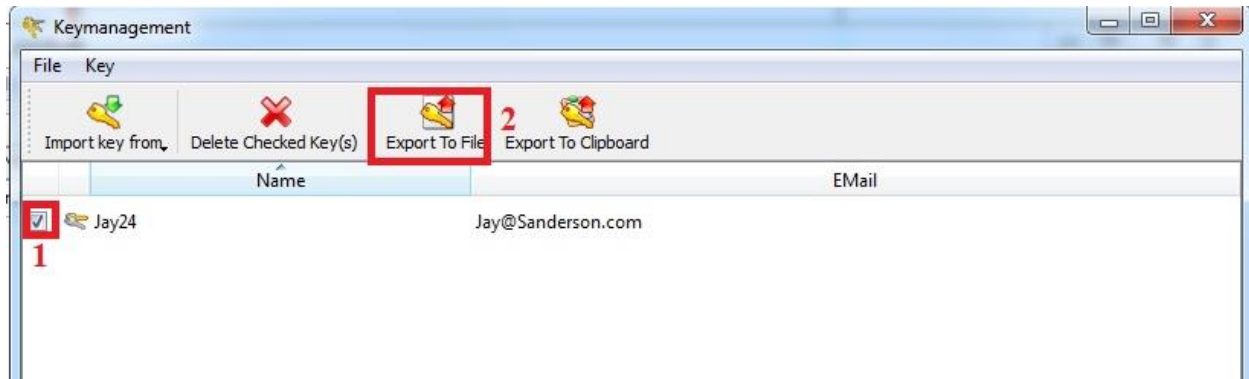 Keymanagement
File Key
Import key from Delete Checked Key(s) Export To File 2 Export To Clipboard
Name EMail
Jay24 Jay@Sanderson.com
1